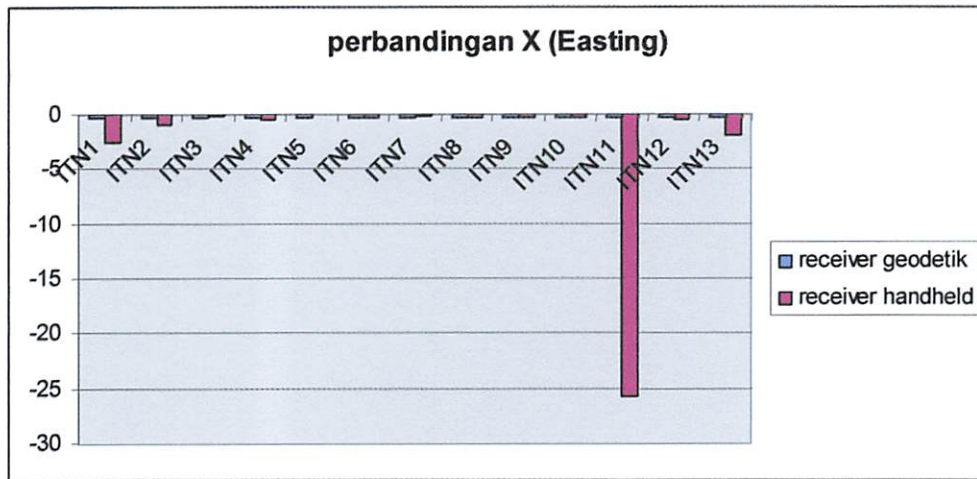 perbandingan X (Easting)
0
-5
-10
-15
-20
-25
-30
ITN1
ITN2
ITN3
ITN4
ITN5
ITN6
ITN7
ITN8
ITN9
ITN10
ITN11
ITN12
ITN13
receiver geodetik
receiver handheld